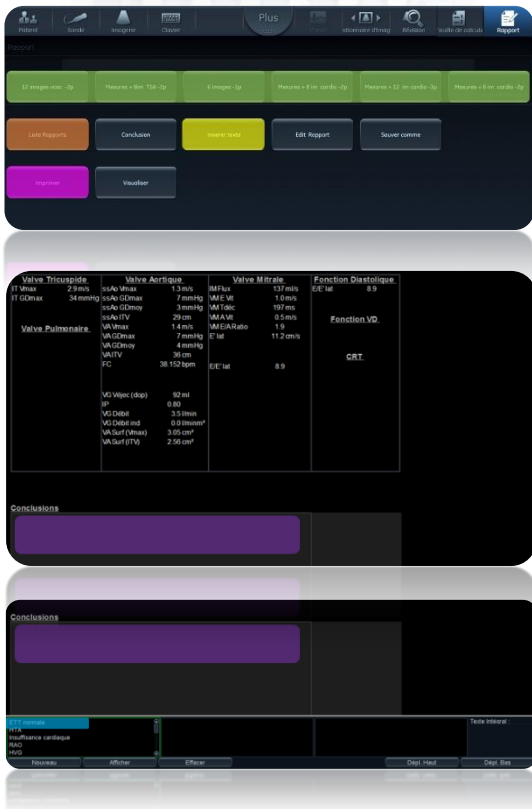 Patient Sonde Imagerie Clavier Plus Révision Feuille de calculs Rapport
Rapport
Mesures + 8im TSA -2p 6 images -1p Mesures + 8 im cardio -2p Mesures + 12 im cardio -3p Mesures + 6 im cardio -2p
Liste Rapports Conclusion Insérer texte Edit Rapport Sauver comme
Imprimer Visualiser
Valve Tricuspide Valve Aortique Valve Mitrale Fonction Diastolique
IT Vmax 2.9 m/s ssAo Vmax 1.3 m/s IM Flux 137 ml/s E/E' lat 8.9
IT GDmax 34 mmHg ssAo GDmax 7 mmHg VM E Vit 1.0 m/s
ssAo GDmoy 3 mmHg VM Tdéc 197 ms
ssAo ITV 29 cm VM A Vit 0.5 m/s Fonction VD
Valve Pulmonaire VA Vmax 1.4 m/s VM E/A Ratio 1.9
VA GDmax 7 mmHg E' lat 11.2 cm/s
VA GDmoy 4 mmHg
VA ITV 36 cm CRT
FC 38.152 bpm E/E' lat 8.9
VG Véjec (dop) 92 ml
IP 0.80
VG Débit 3.5 l/min
VG Débit ind 0.0 l/minm²
VA Surf (Vmax) 3.05 cm²
VA Surf (ITV) 2.56 cm²
Conclusions
Conclusions
ETT normale Texte Intégral :
HTA
Insuffisance cardiaque
RAO
HVG
Nouveau Afficher Effacer Dépl. Haut Dépl. Bas